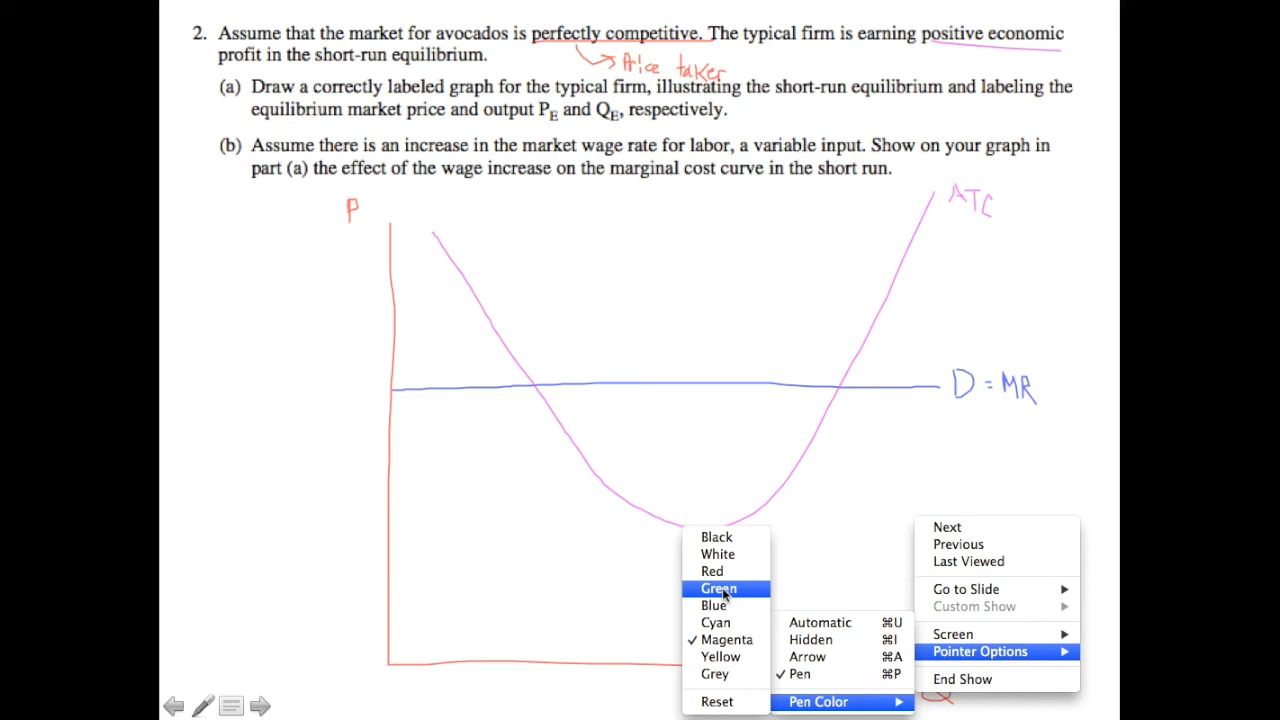 2. Assume that the market for avocados is perfectly competitive. The typical firm is earning positive economic
profit in the short-run equilibrium.
Price taker
(a) Draw a correctly labeled graph for the typical firm, illustrating the short-run equilibrium and labeling the
equilibrium market price and output PE and QE, respectively.
(b) Assume there is an increase in the market wage rate for labor, a variable input. Show on your graph in
part (a) the effect of the wage increase on the marginal cost curve in the short run.
P
ATC
D = MR
Black
White
Red
Green
Blue
Cyan
✓ Magenta
Yellow
Grey
Reset
Automatic ⌘U
Hidden ⌘I
Arrow ⌘A
✓ Pen ⌘P
Pen Color
Next
Previous
Last Viewed
Go to Slide
Custom Show
Screen
Pointer Options
End Show